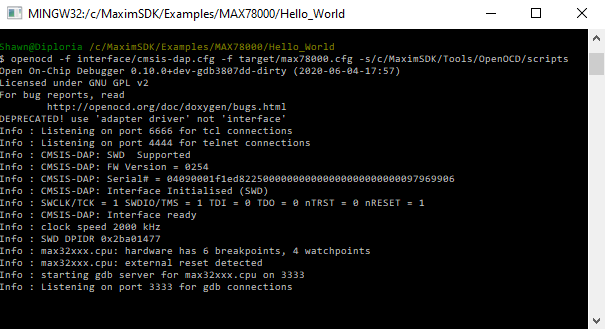 MINGW32:/c/MaximSDK/Examples/MAX78000/Hello_World
Shawn@Diploria /c/MaximSDK/Examples/MAX78000/Hello_World
$ openocd -f interface/cmsis-dap.cfg -f target/max78000.cfg -s/c/MaximSDK/Tools/OpenOCD/scripts
Open On-Chip Debugger 0.10.0+dev-gdb3807dd-dirty (2020-06-04-17:57)
Licensed under GNU GPL v2
For bug reports, read
http://openocd.org/doc/doxygen/bugs.html
DEPRECATED! use 'adapter driver' not 'interface'
Info : Listening on port 6666 for tcl connections
Info : Listening on port 4444 for telnet connections
Info : CMSIS-DAP: SWD  Supported
Info : CMSIS-DAP: FW Version = 0254
Info : CMSIS-DAP: Serial# = 04090001f1ed822500000000000000000000000097969906
Info : CMSIS-DAP: Interface Initialised (SWD)
Info : SWCLK/TCK = 1 SWDIO/TMS = 1 TDI = 0 TDO = 0 nTRST = 0 nRESET = 1
Info : CMSIS-DAP: Interface ready
Info : clock speed 2000 kHz
Info : SWD DPIDR 0x2ba01477
Info : max32xxx.cpu: hardware has 6 breakpoints, 4 watchpoints
Info : max32xxx.cpu: external reset detected
Info : starting gdb server for max32xxx.cpu on 3333
Info : Listening on port 3333 for gdb connections